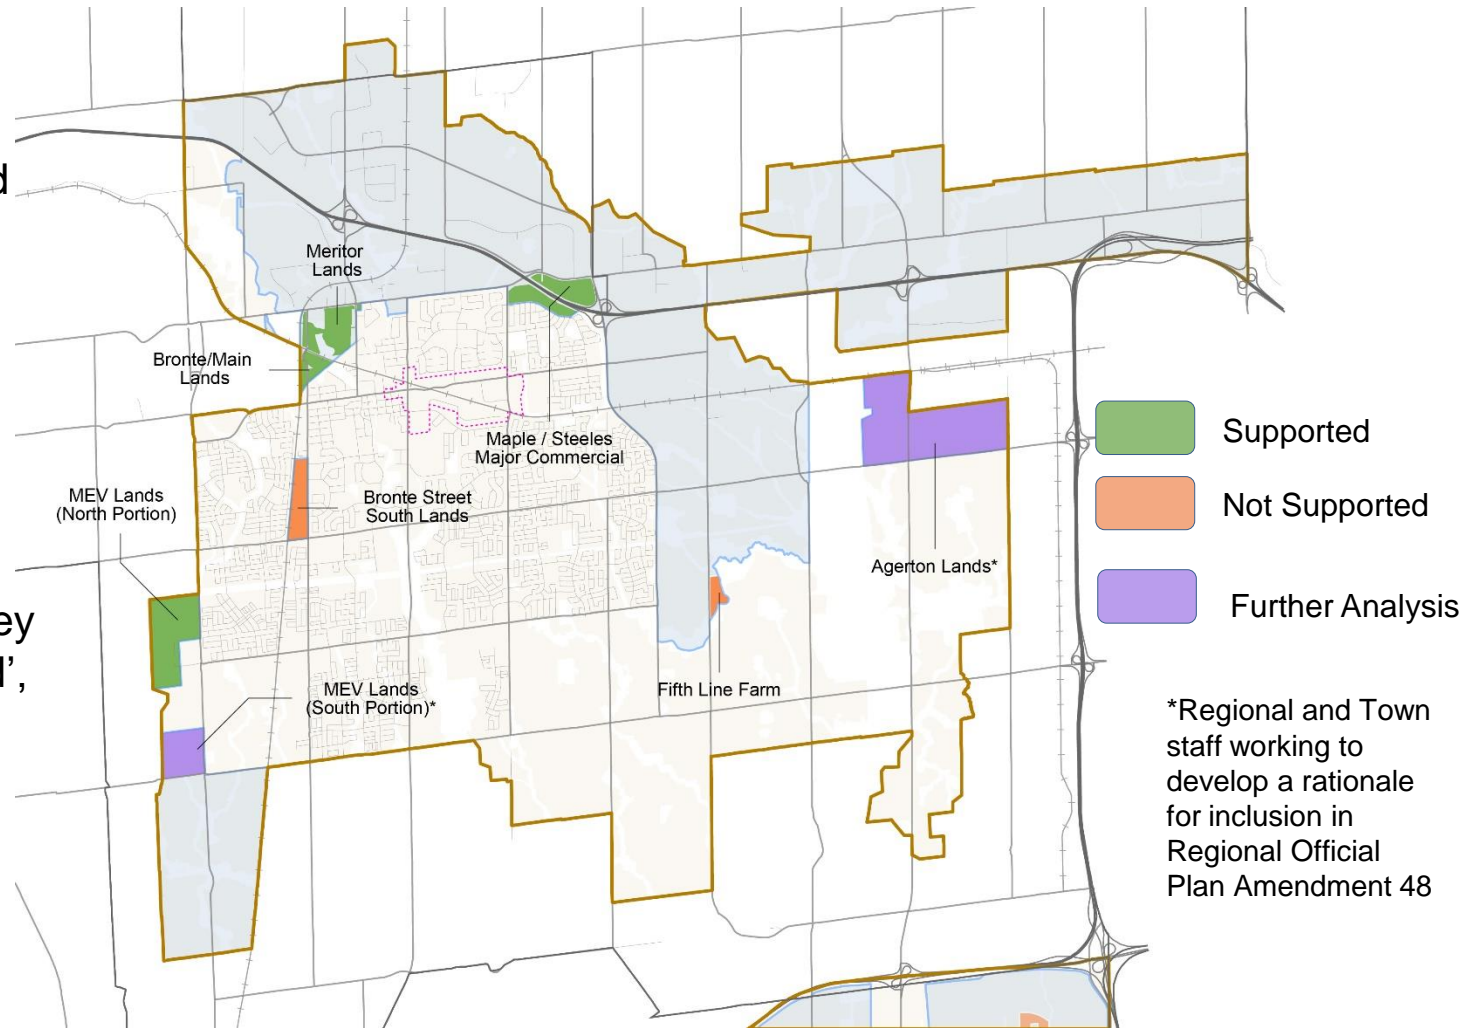 d
Meritor
Lands
Bronte/Main
Lands
Maple / Steeles
Major Commercial
MEV Lands
(North Portion)
Bronte Street
South Lands
Agerton Lands*
ey
l',
MEV Lands
(South Portion)*
Fifth Line Farm
Supported
Not Supported
Further Analysis
*Regional and Town
staff working to
develop a rationale
for inclusion in
Regional Official
Plan Amendment 48